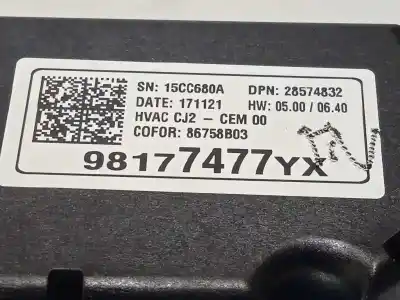 SN: 15CC680A DPN: 28574832
DATE: 171121 HW: 05.00 / 06.40
HVAC CJ2 - CEM 00
COFOR: 86758B03
98177477YX